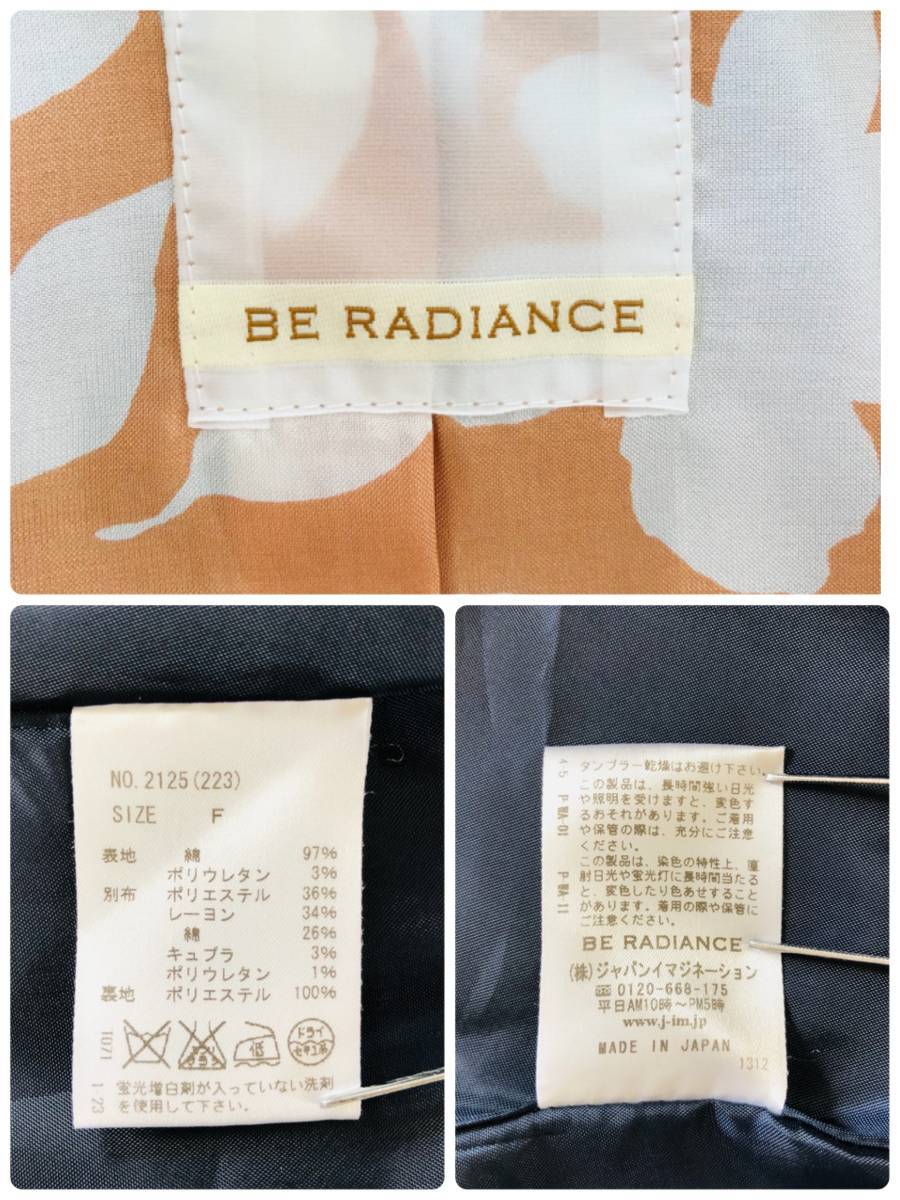 BE RADIANCE
NO. 2125(223)
SIZE F
表地 綿 97%
ポリウレタン 3%
別布 ポリエステル 36%
レーヨン 34%
綿 26%
キュプラ 3%
ポリウレタン 1%
裏地 ポリエステル 100%
低
ドライ
セキユ系
T071
1 23
蛍光増白剤が入っていない洗剤
を使用して下さい。
4-5 P-WA-01
P-WA-11
タンブラー乾燥はお避け下さい。
この製品は、長時間強い日光
や照明を受けますと、変色す
るおそれがあります。ご着用
や保管の際は、充分にご注意
ください。
この製品は、染色の特性上、直
射日光や蛍光灯に長時間当たる
と、変色したり色あせすること
があります。着用の際や保管に
ご注意ください。
BE RADIANCE
(株)ジャパンイマジネーション
0120-668-175
平日AM10時〜PM5時
www.j-im.jp
MADE IN JAPAN
1312